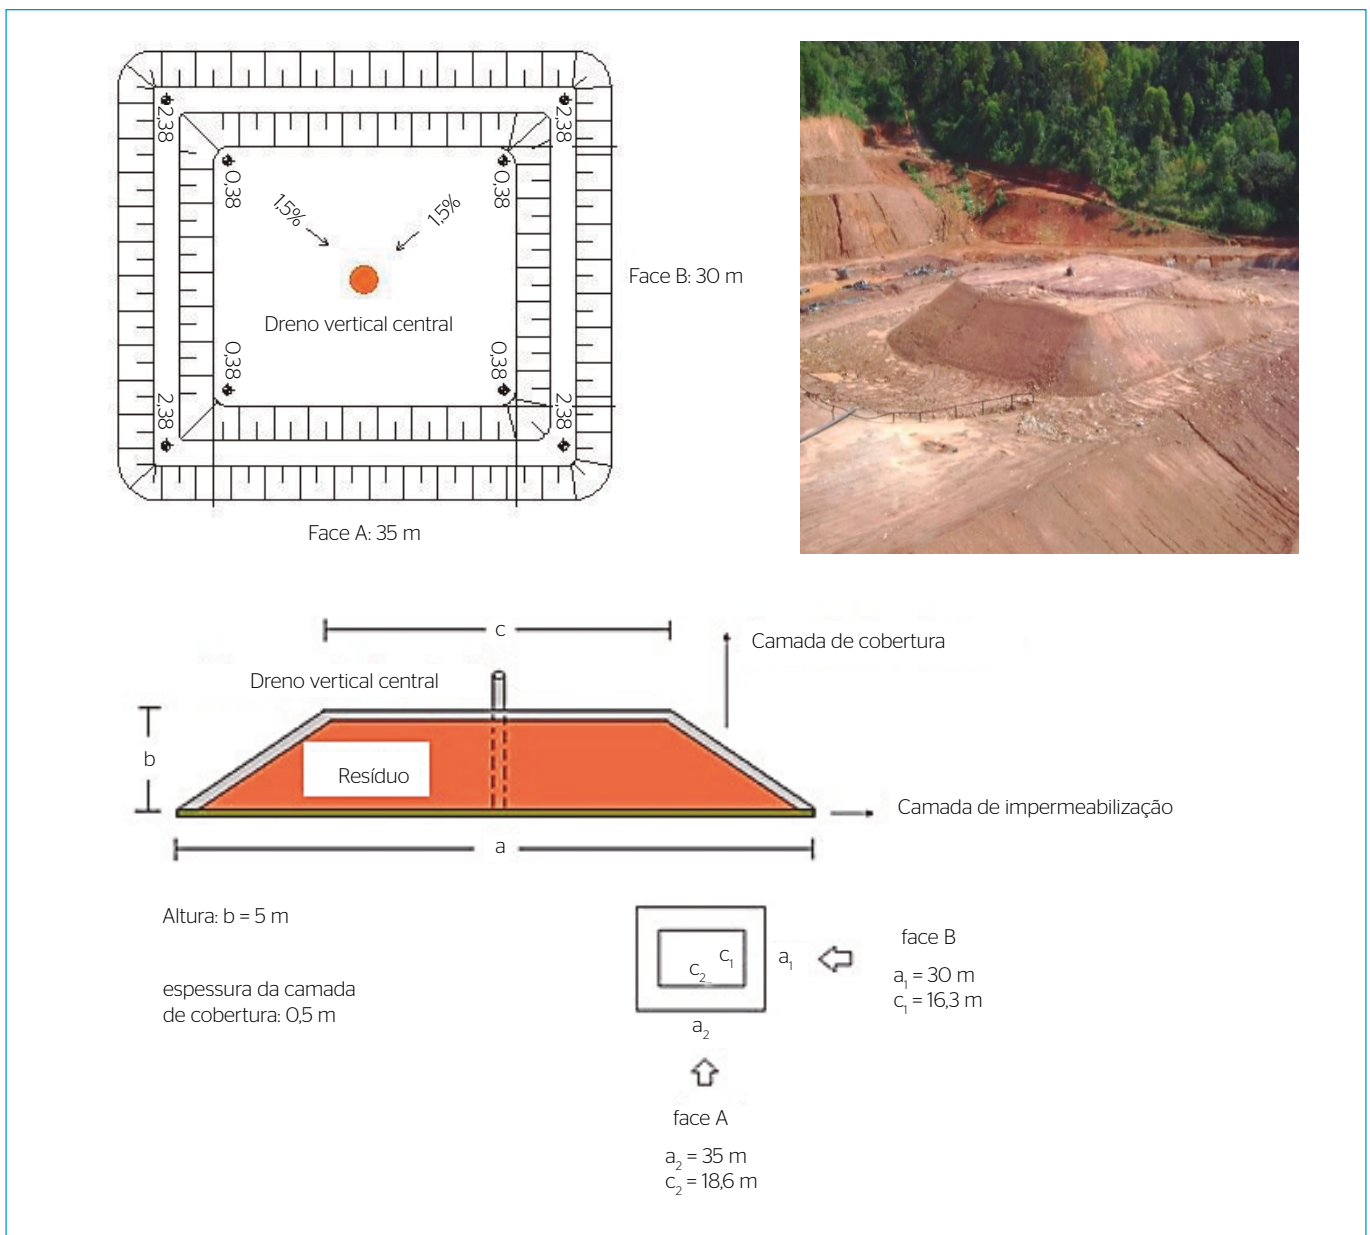 2,38
2,38
0,38
0,38
1,5%
1,5%
Face B: 30 m
Dreno vertical central
0,38
0,38
2,38
2,38
Face A: 35 m
c
Camada de cobertura
Dreno vertical central
b
Resíduo
Camada de impermeabilização
a
Altura: b = 5 m
espessura da camada
de cobertura: 0,5 m
c₁
c₂
a₁
a₂
face B
a₁ = 30 m
c₁ = 16,3 m
face A
a₂ = 35 m
c₂ = 18,6 m